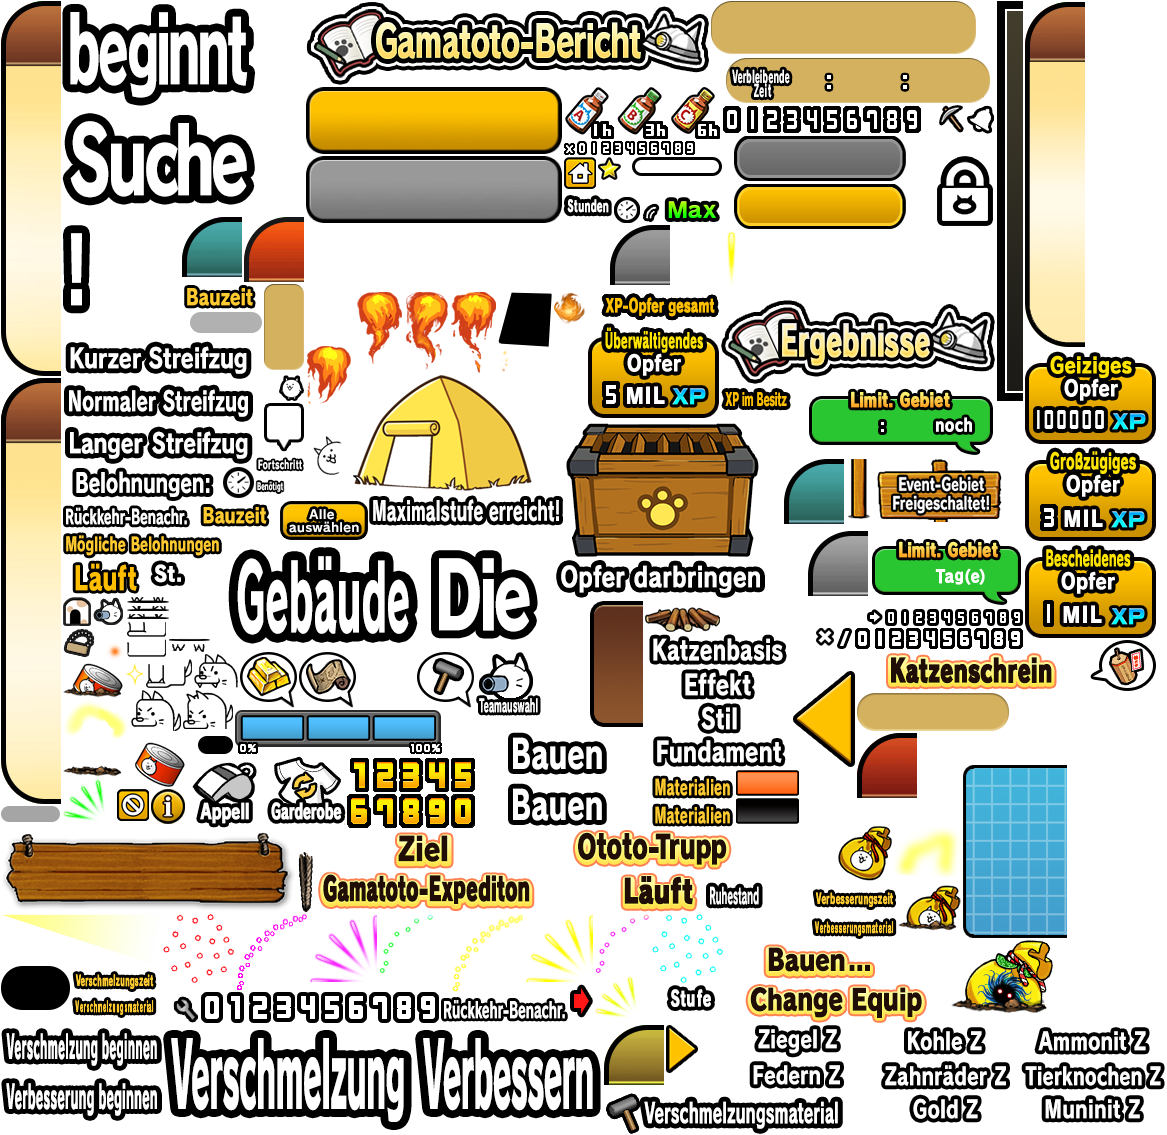 beginnt
Suche
!
Gamatoto-Bericht
Verbleibende
Zeit
: :
A
1h
B
3h
C
6h
0123456789
×0123456789
Stunden
Max
Bauzeit
XP-Opfer gesamt
Überwältigendes
Opfer
5 MIL XP
Ergebnisse
XP im Besitz
Geiziges
Opfer
100000 XP
Kurzer Streifzug
Normaler Streifzug
Langer Streifzug
Belohnungen:
Fortschritt
Benötigt
Limit. Gebiet
: noch
Großzügiges
Opfer
3 MIL XP
Event-Gebiet
Freigeschaltet!
Rückkehr-Benachr.
Bauzeit
Alle
auswählen
Maximalstufe erreicht!
Mögliche Belohnungen
Läuft
St.
Gebäude
Die
Opfer darbringen
Limit. Gebiet
Tag(e)
Bescheidenes
Opfer
1 MIL XP
→0123456789
×/0123456789
Katzenbasis
Effekt
Stil
Fundament
Materialien
Materialien
Katzenschrein
Teamauswahl
0%
100%
Bauen
Bauen
Appell
Garderobe
12345
67890
Ziel
Gamatoto-Expediton
Ototo-Trupp
Läuft
Ruhestand
Verbesserungszeit
Verbesserungsmaterial
Verschmelzungszeit
Verschmelzungsmaterial
0123456789
Rückkehr-Benachr.
Stufe
Bauen...
Change Equip
Verschmelzung beginnen
Verbesserung beginnen
Verschmelzung
Verbessern
Verschmelzungsmaterial
Ziegel Z
Federn Z
Kohle Z
Zahnräder Z
Gold Z
Ammonit Z
Tierknochen Z
Muninit Z